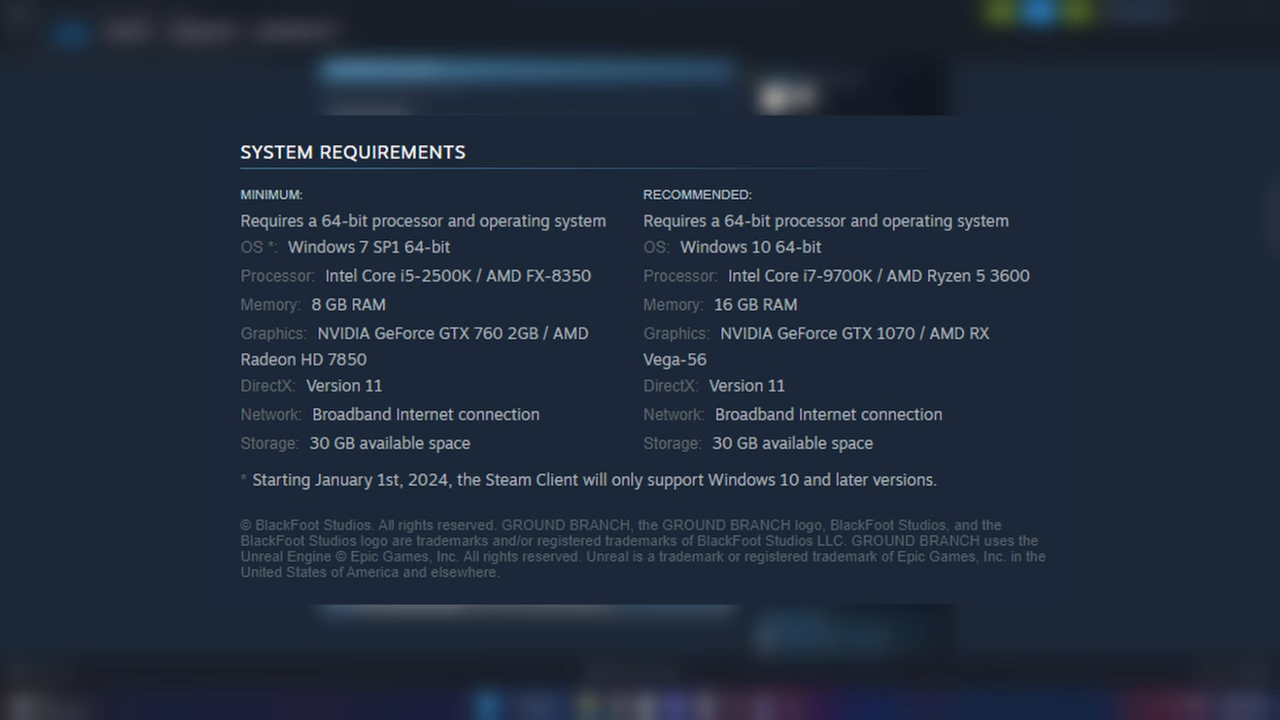 SYSTEM REQUIREMENTS
MINIMUM:
Requires a 64-bit processor and operating system
OS *: Windows 7 SP1 64-bit
Processor: Intel Core i5-2500K / AMD FX-8350
Memory: 8 GB RAM
Graphics: NVIDIA GeForce GTX 760 2GB / AMD
Radeon HD 7850
DirectX: Version 11
Network: Broadband Internet connection
Storage: 30 GB available space
RECOMMENDED:
Requires a 64-bit processor and operating system
OS: Windows 10 64-bit
Processor: Intel Core i7-9700K / AMD Ryzen 5 3600
Memory: 16 GB RAM
Graphics: NVIDIA GeForce GTX 1070 / AMD RX
Vega-56
DirectX: Version 11
Network: Broadband Internet connection
Storage: 30 GB available space
* Starting January 1st, 2024, the Steam Client will only support Windows 10 and later versions.
© BlackFoot Studios. All rights reserved. GROUND BRANCH, the GROUND BRANCH logo, BlackFoot Studios, and the
BlackFoot Studios logo are trademarks and/or registered trademarks of BlackFoot Studios LLC. GROUND BRANCH uses the
Unreal Engine © Epic Games, Inc. All rights reserved. Unreal is a trademark or registered trademark of Epic Games, Inc. in the
United States of America and elsewhere.